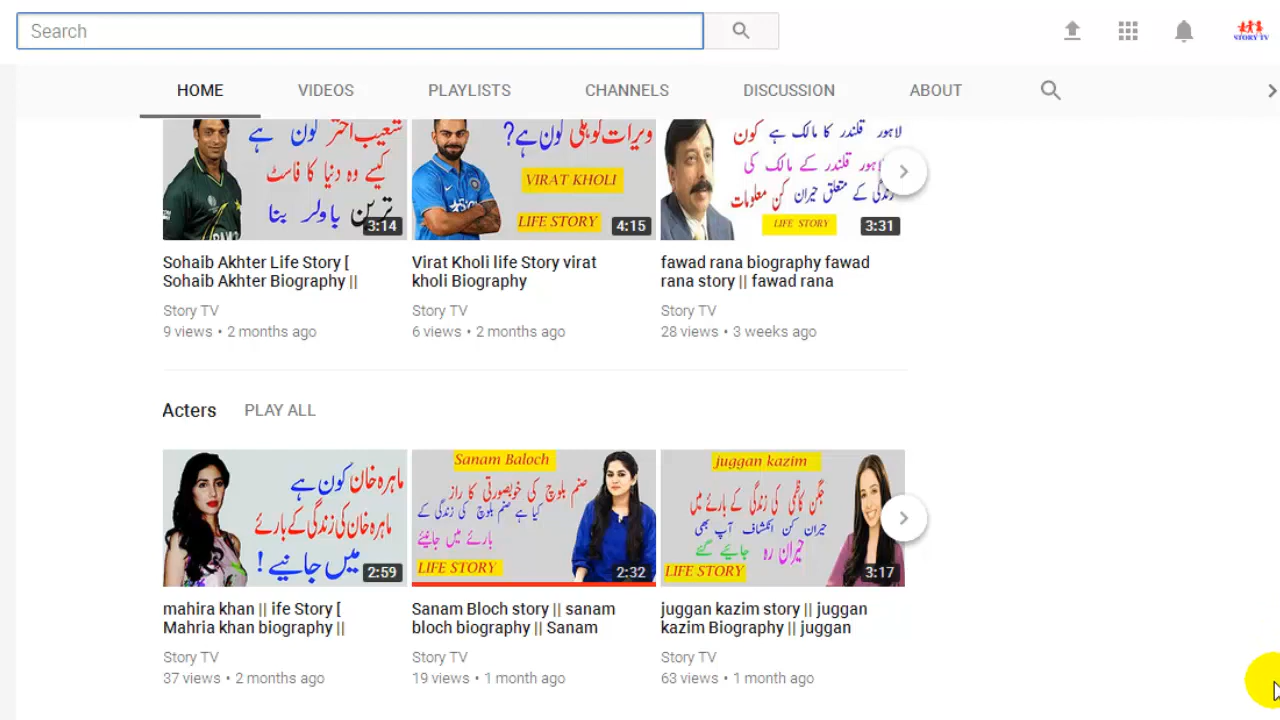 Search
STORY TV
HOME VIDEOS PLAYLISTS CHANNELS DISCUSSION ABOUT
شعیب اختر کون ہے
کیسے وہ دنیا کا فاسٹ
ترین باولر بنا
3:14
ویرات کوہلی کون ہے؟
VIRAT KHOLI
LIFE STORY
4:15
لاہور قلندر کا مالک ہے کون
لاہور قلندر کے مالک کی
زندگی کے متعلق حیران کن معلومات
LIFE STORY
3:31
Sohaib Akhter Life Story [
Sohaib Akhter Biography ||
Story TV
9 views • 2 months ago
Virat Kholi life Story virat
kholi Biography
Story TV
6 views • 2 months ago
fawad rana biography fawad
rana story || fawad rana
Story TV
28 views • 3 weeks ago
Acters PLAY ALL
ماہرہ خان کون ہے
ماہرہ خان کی زندگی کے بارے
میں جانیے !
2:59
Sanam Baloch
صنم بلوچ کی خوبصورتی کا راز
کیا ہے صنم بلوچ کی زندگی کے
بارے میں جانیئے
LIFE STORY
2:32
juggan kazim
جگن کاظمی کی زندگی کے بارے میں
حیران کن انکشاف آپ بھی
حیران رہ جائیے گئے
LIFE STORY
3:17
mahira khan || ife Story [
Mahria khan biography ||
Story TV
37 views • 2 months ago
Sanam Bloch story || sanam
bloch biography || Sanam
Story TV
19 views • 1 month ago
juggan kazim story || juggan
kazim Biography || juggan
Story TV
63 views • 1 month ago